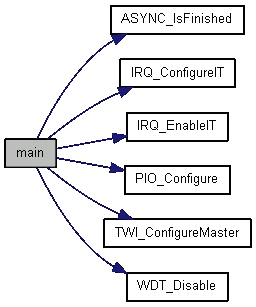 ASYNC_IsFinished
IRQ_ConfigureIT
IRQ_EnableIT
main
PIO_Configure
TWI_ConfigureMaster
WDT_Disable